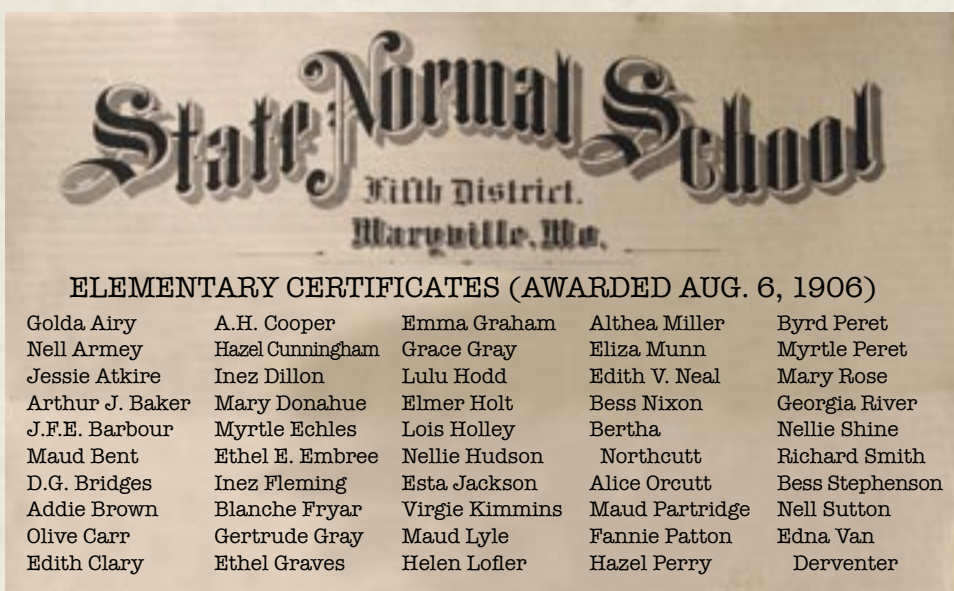 State Normal School
Fifth District.
Maryville, Mo.
ELEMENTARY CERTIFICATES (AWARDED AUG. 6, 1906)
Golda Airy
Nell Armey
Jessie Atkire
Arthur J. Baker
J.F.E. Barbour
Maud Bent
D.G. Bridges
Addie Brown
Olive Carr
Edith Clary
A.H. Cooper
Hazel Cunningham
Inez Dillon
Mary Donahue
Myrtle Echles
Ethel E. Embree
Inez Fleming
Blanche Fryar
Gertrude Gray
Ethel Graves
Emma Graham
Grace Gray
Lulu Hodd
Elmer Holt
Lois Holley
Nellie Hudson
Esta Jackson
Virgie Kimmins
Maud Lyle
Helen Lofler
Althea Miller
Eliza Munn
Edith V. Neal
Bess Nixon
Bertha
Northcutt
Alice Orcutt
Maud Partridge
Fannie Patton
Hazel Perry
Byrd Peret
Myrtle Peret
Mary Rose
Georgia River
Nellie Shine
Richard Smith
Bess Stephenson
Nell Sutton
Edna Van
Derventer